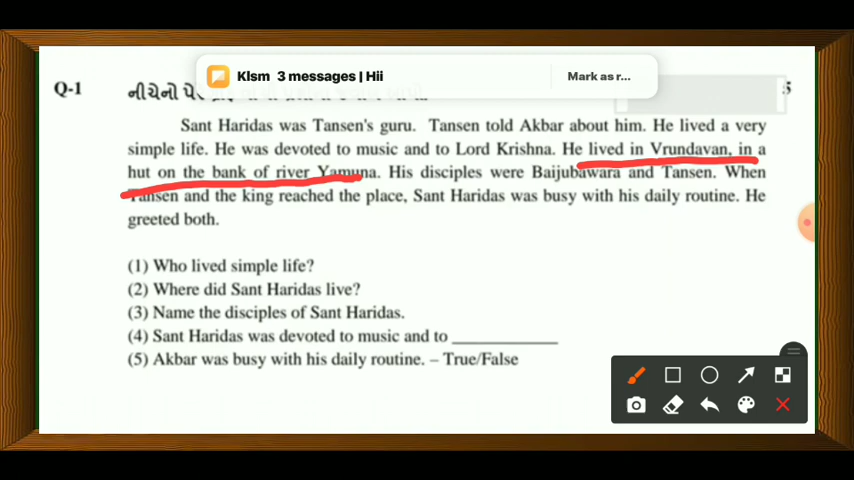 Klsm 3 messages | Hii
Mark as r...
Q-1 નીચેનો 5
Sant Haridas was Tansen's guru. Tansen told Akbar about him. He lived a very
simple life. He was devoted to music and to Lord Krishna. He lived in Vrundavan, in a
hut on the bank of river Yamuna. His disciples were Baijubawara and Tansen. When
Tansen and the king reached the place, Sant Haridas was busy with his daily routine. He
greeted both.
(1) Who lived simple life?
(2) Where did Sant Haridas live?
(3) Name the disciples of Sant Haridas.
(4) Sant Haridas was devoted to music and to ____________
(5) Akbar was busy with his daily routine. – True/False